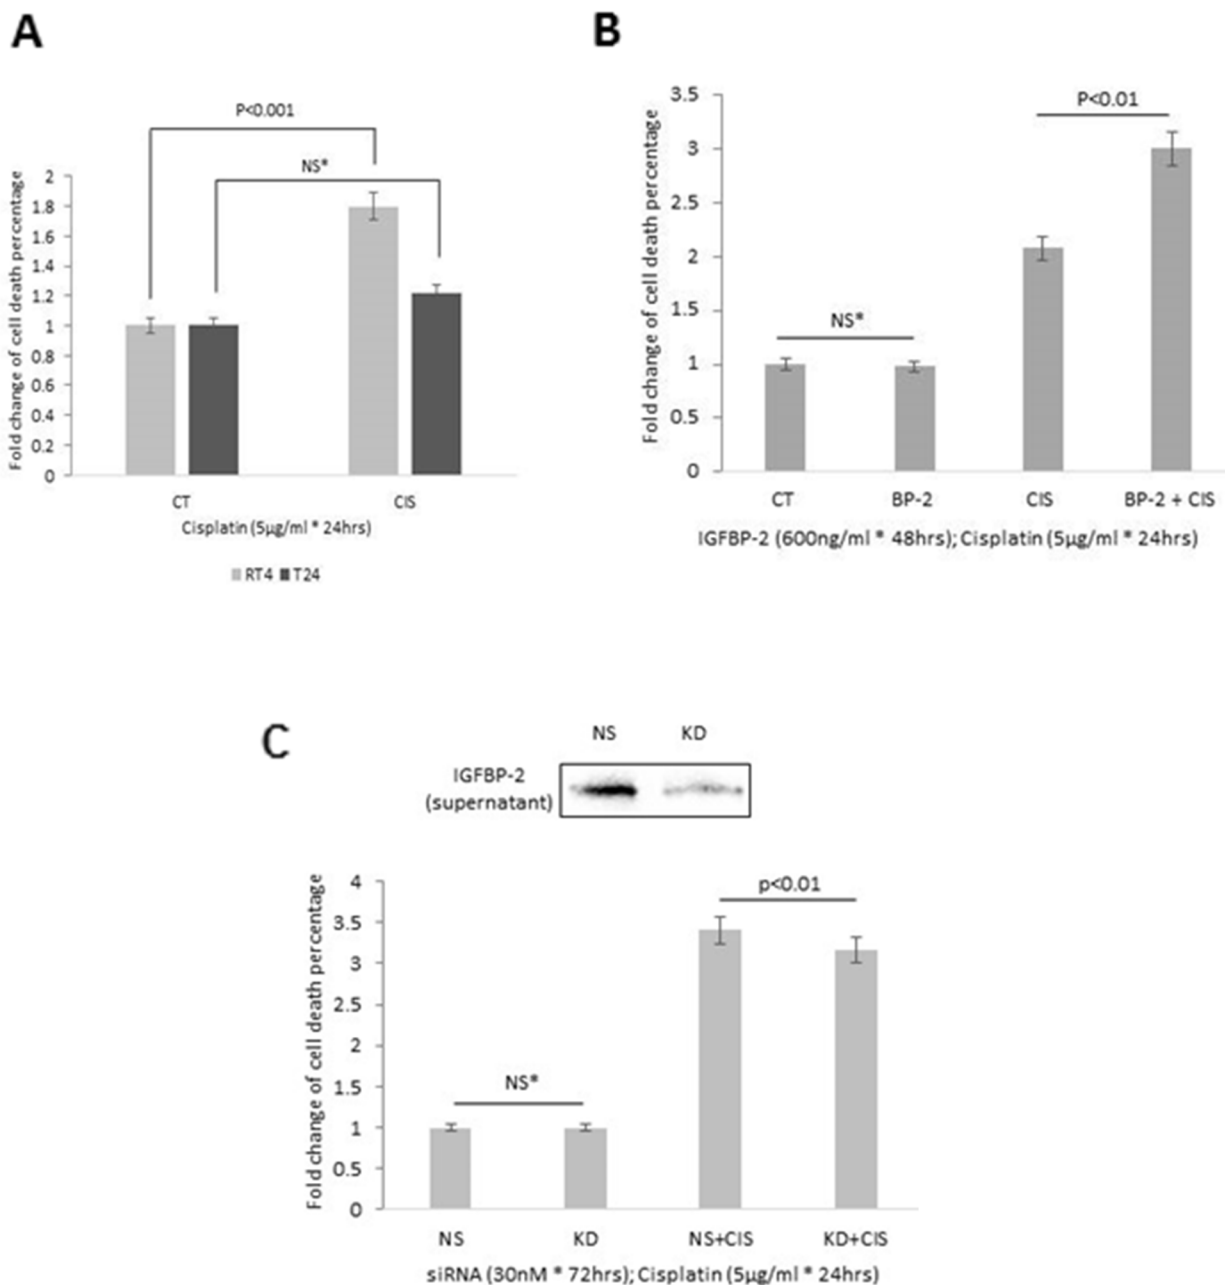 A
P<0.001
NS*
Fold change of cell death percentage
2
1.8
1.6
1.4
1.2
1
0.8
0.6
0.4
0.2
0
CT CIS
Cisplatin (5µg/ml * 24hrs)
RT4 T24
B
P<0.01
NS*
Fold change of cell death percentage
3.5
3
2.5
2
1.5
1
0.5
0
CT BP-2 CIS BP-2 + CIS
IGFBP-2 (600ng/ml * 48hrs); Cisplatin (5µg/ml * 24hrs)
C
NS KD
IGFBP-2
(supernatant)
p<0.01
NS*
Fold change of cell death percentage
4
3.5
3
2.5
2
1.5
1
0.5
0
NS KD NS+CIS KD+CIS
siRNA (30nM * 72hrs); Cisplatin (5µg/ml * 24hrs)